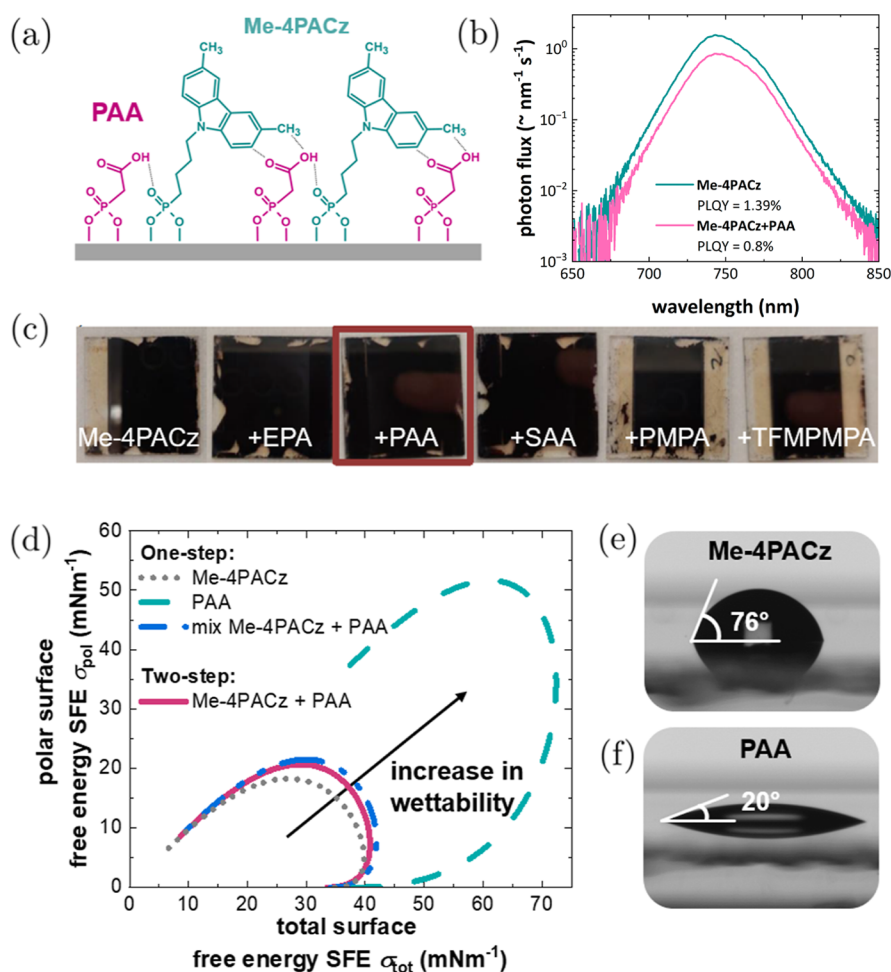 (a)
Me-4PACz
PAA
CH3
CH3
CH3
CH3
N
N
O
OH
O
OH
O
OH
O
P
O O
O
P
O O
O
P
O O
O
P
O O
O
P
O O
(b)
photon flux (~ nm⁻¹ s⁻¹)
10⁰
10⁻¹
10⁻²
10⁻³
Me-4PACz
PLQY = 1.39%
Me-4PACz+PAA
PLQY = 0.8%
650 700 750 800 850
wavelength (nm)
(c)
Me-4PACz +EPA +PAA +SAA +PMPA +TFMPMPA
2 2
(d)
polar surface
free energy SFE σpol (mNm⁻¹)
60
50
40
30
20
10
0
One-step:
Me-4PACz
PAA
mix Me-4PACz + PAA
Two-step:
Me-4PACz + PAA
increase in
wettability
0 10 20 30 40 50 60 70
total surface
free energy SFE σtot (mNm⁻¹)
(e)
Me-4PACz
76°
(f)
PAA
20°